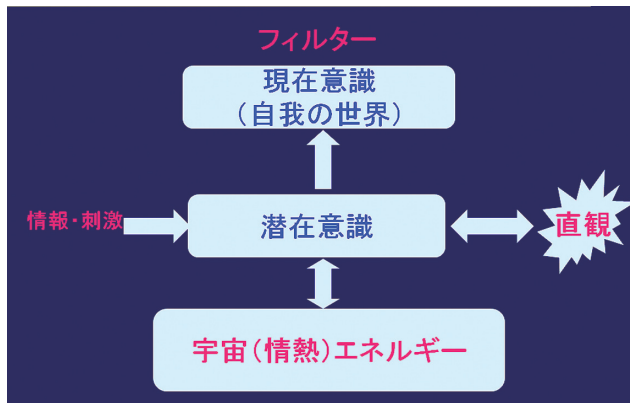 フィルター
現在意識
(自我の世界)
情報・刺激
潜在意識
直観
宇宙(情熱)エネルギー